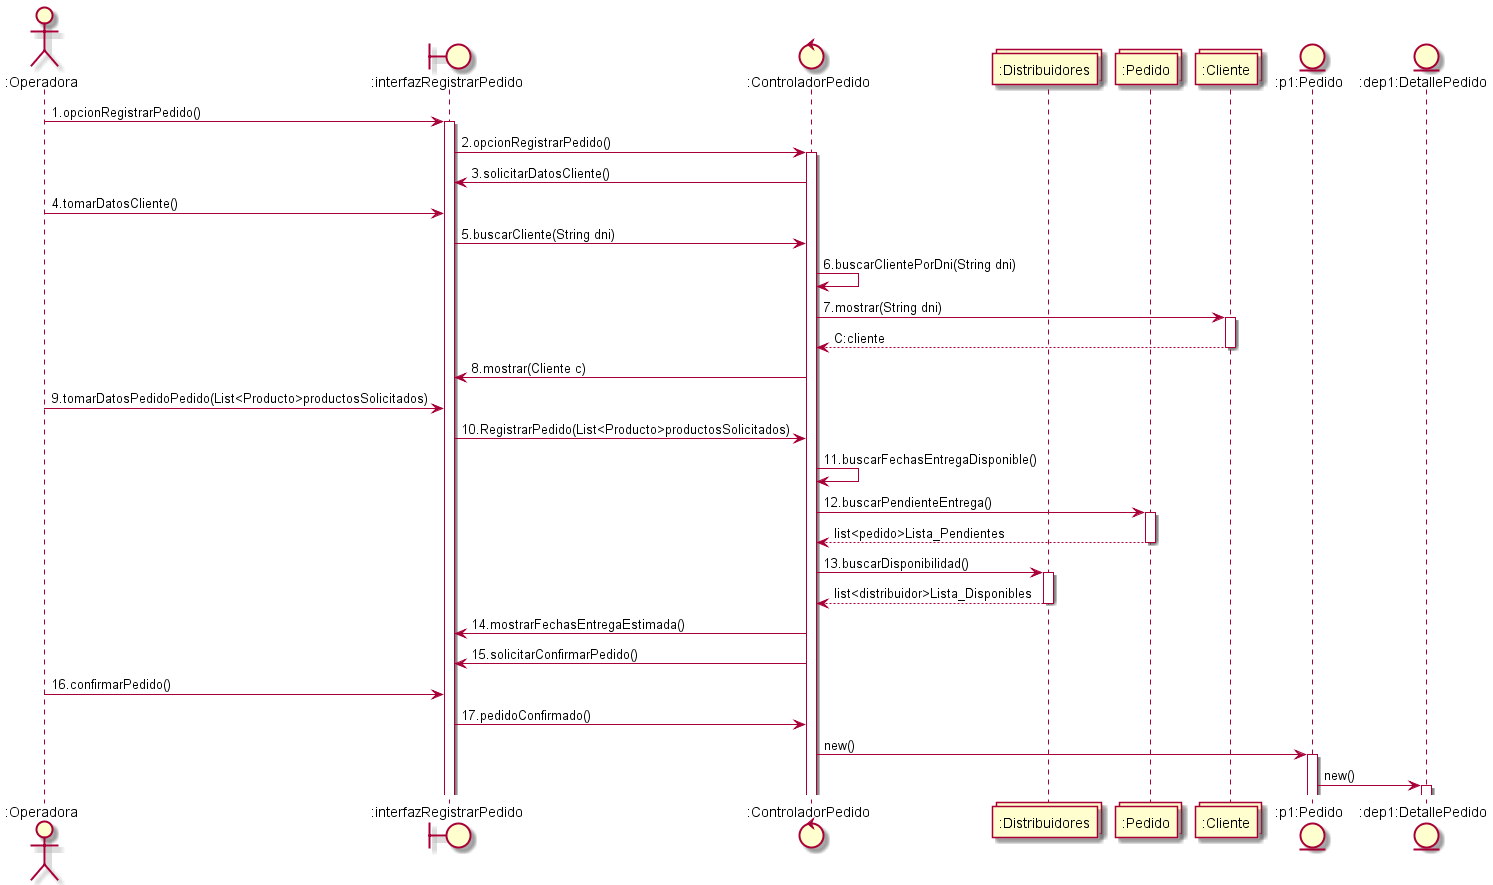 :Operadora
:interfazRegistrarPedido
:ControladorPedido
:Distribuidores
:Pedido
:Cliente
:p1:Pedido
:dep1:DetallePedido
1.opcionRegistrarPedido()
2.opcionRegistrarPedido()
3.solicitarDatosCliente()
4.tomarDatosCliente()
5.buscarCliente(String dni)
6.buscarClientePorDni(String dni)
7.mostrar(String dni)
C:cliente
8.mostrar(Cliente c)
9.tomarDatosPedidoPedido(List<Producto>productosSolicitados)
10.RegistrarPedido(List<Producto>productosSolicitados)
11.buscarFechasEntregaDisponible()
12.buscarPendienteEntrega()
list<pedido>Lista_Pendientes
13.buscarDisponibilidad()
list<distribuidor>Lista_Disponibles
14.mostrarFechasEntregaEstimada()
15.solicitarConfirmarPedido()
16.confirmarPedido()
17.pedidoConfirmado()
new()
new()
:Operadora
:interfazRegistrarPedido
:ControladorPedido
:Distribuidores
:Pedido
:Cliente
:p1:Pedido
:dep1:DetallePedido